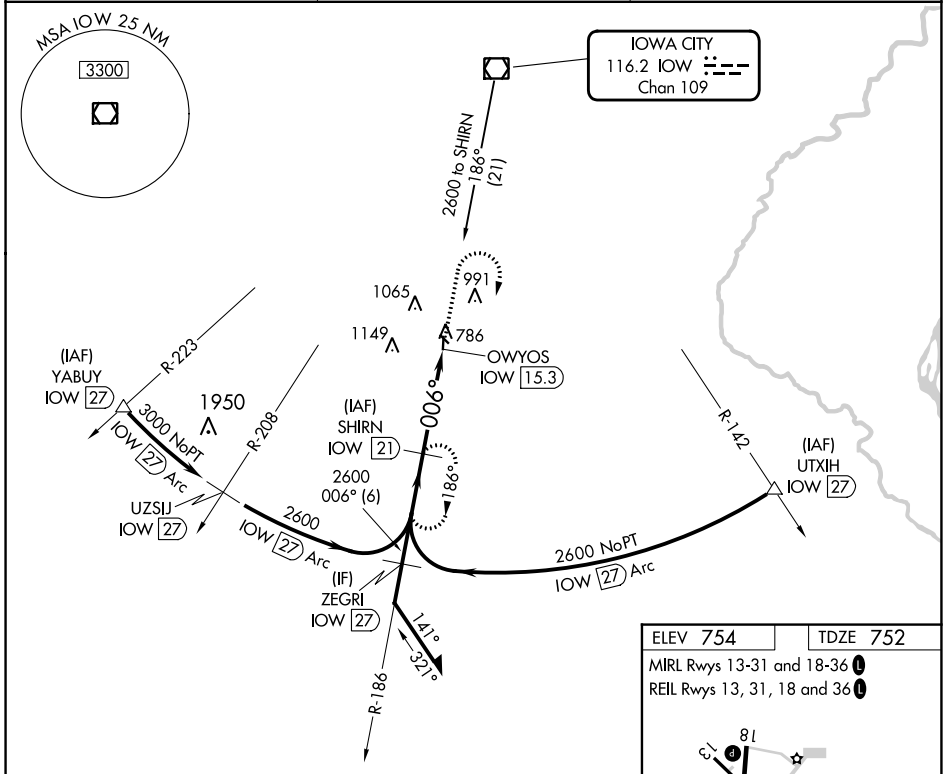 MSA IOW 25 NM
3300
IOWA CITY
116.2 IOW
Chan 109
2600 to SHIRN
186°
(21)
1065
991
1149
786
OWYOS
IOW 15.3
006°
R-223
(IAF)
YABUY
IOW 27
3000 NoPT
IOW 27 Arc
1950
R-208
(IAF)
SHIRN
IOW 21
186°
R-142
(IAF)
UTXIH
IOW 27
UZSIJ
IOW 27
2600
IOW 27 Arc
2600
006° (6)
(IF)
ZEGRI
IOW 27
2600 NoPT
IOW 27 Arc
141°
321°
R-186
ELEV 754
TDZE 752
MIRL Rwys 13-31 and 18-36 L
REIL Rwys 13, 31, 18 and 36 L
13
P
18